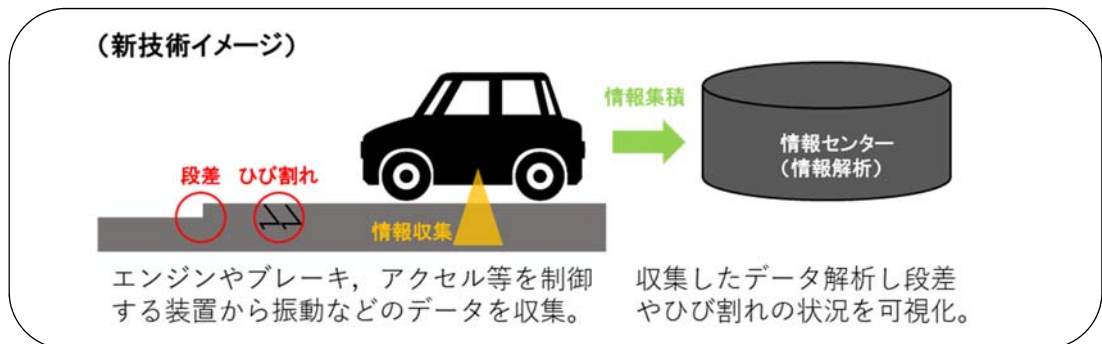 （新技術イメージ）
情報集積
情報センター
（情報解析）
段差 ひび割れ
情報収集
エンジンやブレーキ，アクセル等を制御
する装置から振動などのデータを収集。
収集したデータ解析し段差
やひび割れの状況を可視化。